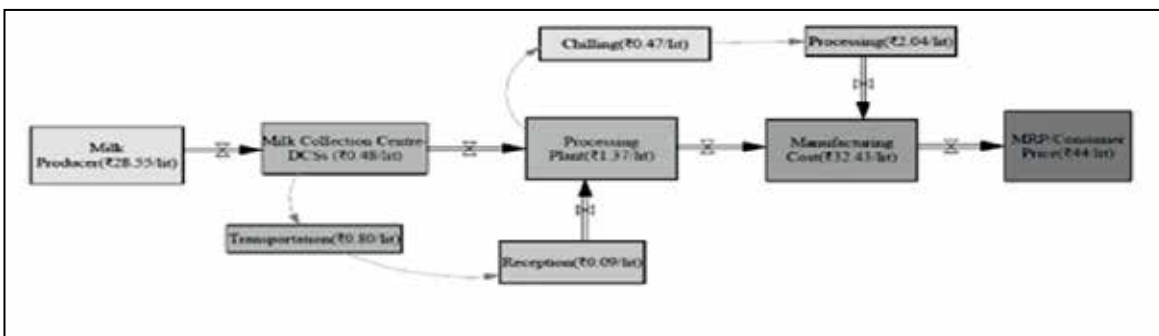 Chilling(₹0.47/lit)
Processing(₹2.04/lit)
Milk
Producer(₹28.55/lit)
Milk Collection Centre-
DCSs (₹0.48/lit)
Processing
Plant(₹1.37/lit)
Manufacturing
Cost(₹32.43/lit)
MRP/Consumer
Price(₹44/lit)
Transportation(₹0.80/lit)
Reception(₹0.09/lit)